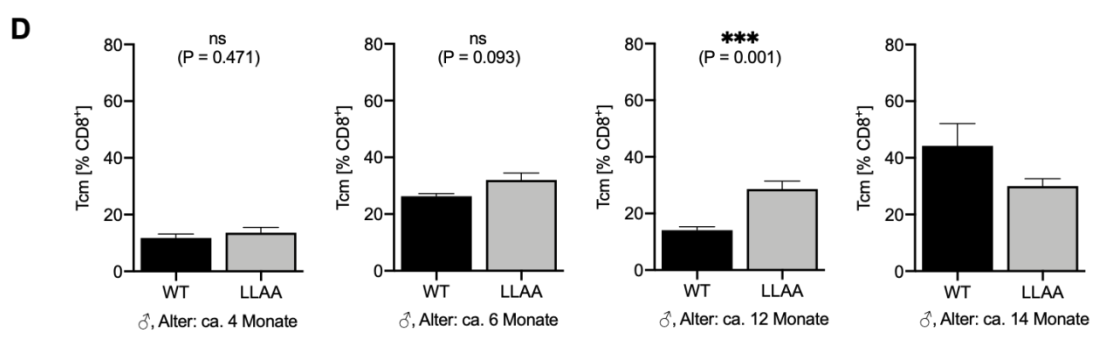 D
ns
(P = 0.471)
80
60
40
20
0
Tcm [% CD8⁺]
WT LLAA
♂, Alter: ca. 4 Monate
ns
(P = 0.093)
80
60
40
20
0
Tcm [% CD8⁺]
WT LLAA
♂, Alter: ca. 6 Monate
✱✱✱
(P = 0.001)
80
60
40
20
0
Tcm [% CD8⁺]
WT LLAA
♂, Alter: ca. 12 Monate
80
60
40
20
0
Tcm [% CD8⁺]
WT LLAA
♂, Alter: ca. 14 Monate